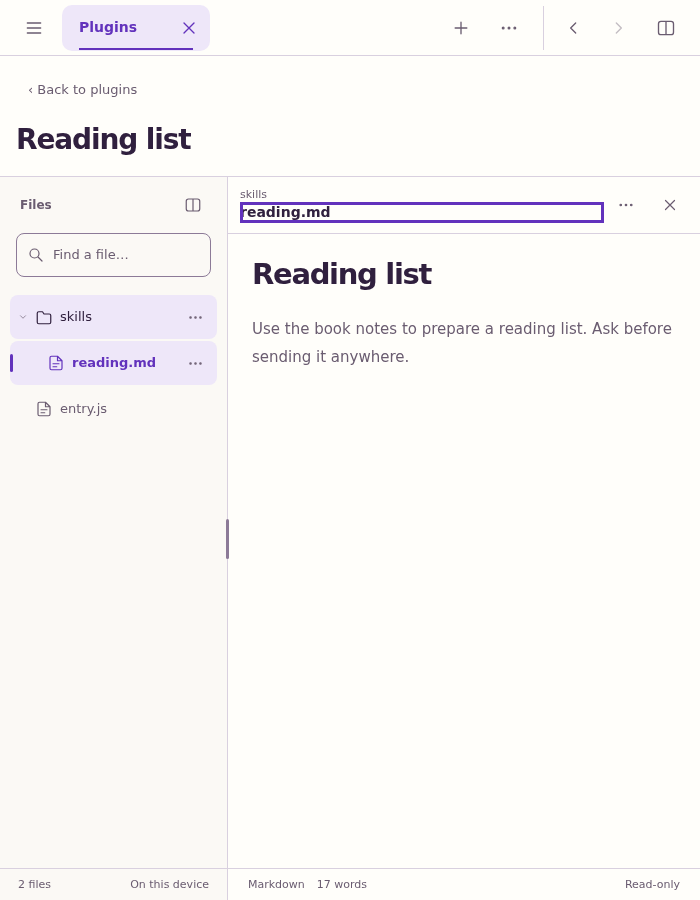 Plugins
‹ Back to plugins
Reading list
Files
Find a file...
skills
reading.md
entry.js
skills
reading.md
Reading list
Use the book notes to prepare a reading list. Ask before
sending it anywhere.
2 files
On this device
Markdown
17 words
Read-only